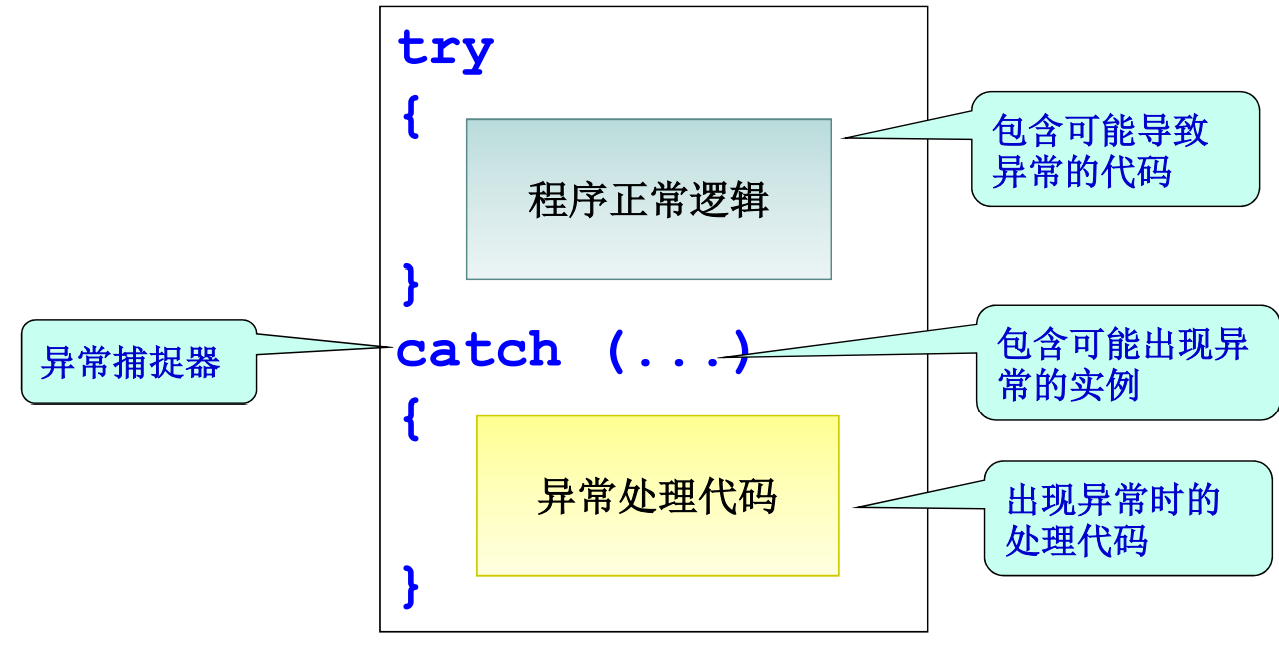 try
{
程序正常逻辑
包含可能导致
异常的代码
}
异常捕捉器
catch (...)
包含可能出现异
常的实例
{
异常处理代码
出现异常时的
处理代码
}